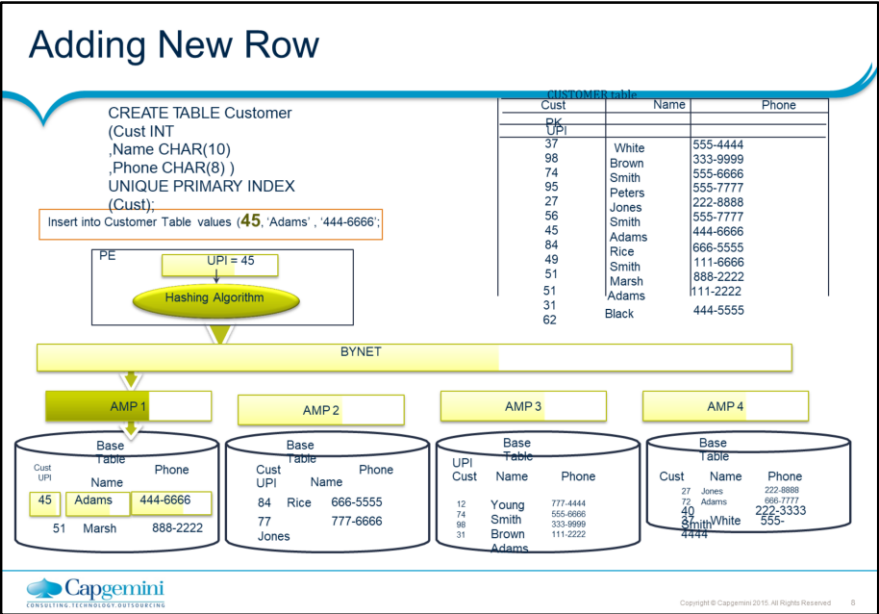 Adding New Row
CREATE TABLE Customer
(Cust INT
,Name CHAR(10)
,Phone CHAR(8) )
UNIQUE PRIMARY INDEX
(Cust);
Insert into Customer Table values (45, 'Adams' , '444-6666';
CUSTOMER table
Cust Name Phone
PK
UPI
37 White 555-4444
98 Brown 333-9999
74 Smith 555-6666
95 Peters 555-7777
27 Jones 222-8888
56 Smith 555-7777
45 Adams 444-6666
84 Rice 666-5555
49 Smith 111-6666
51 Marsh 888-2222
51 Adams 111-2222
31 Black 444-5555
62
PE
UPI = 45
Hashing Algorithm
BYNET
AMP 1
Base
Table
Cust
UPI
Name
Phone
45 Adams 444-6666
51 Marsh 888-2222
AMP 2
Base
Table
Cust
UPI
Name
Phone
84 Rice 666-5555
77 777-6666
Jones
AMP 3
Base
Table
UPI
Cust Name Phone
12 Young 777-4444
74 Smith 555-6666
98 Brown 333-9999
31 Adams 111-2222
AMP 4
Base
Table
Cust Name Phone
27 Jones 222-8888
72 Adams 666-7777
40 222-3333
Smith
37 White 555-
4444
Capgemini
CONSULTING.TECHNOLOGY.OUTSOURCING
Copyright © Capgemini 2015. All Rights Reserved 8